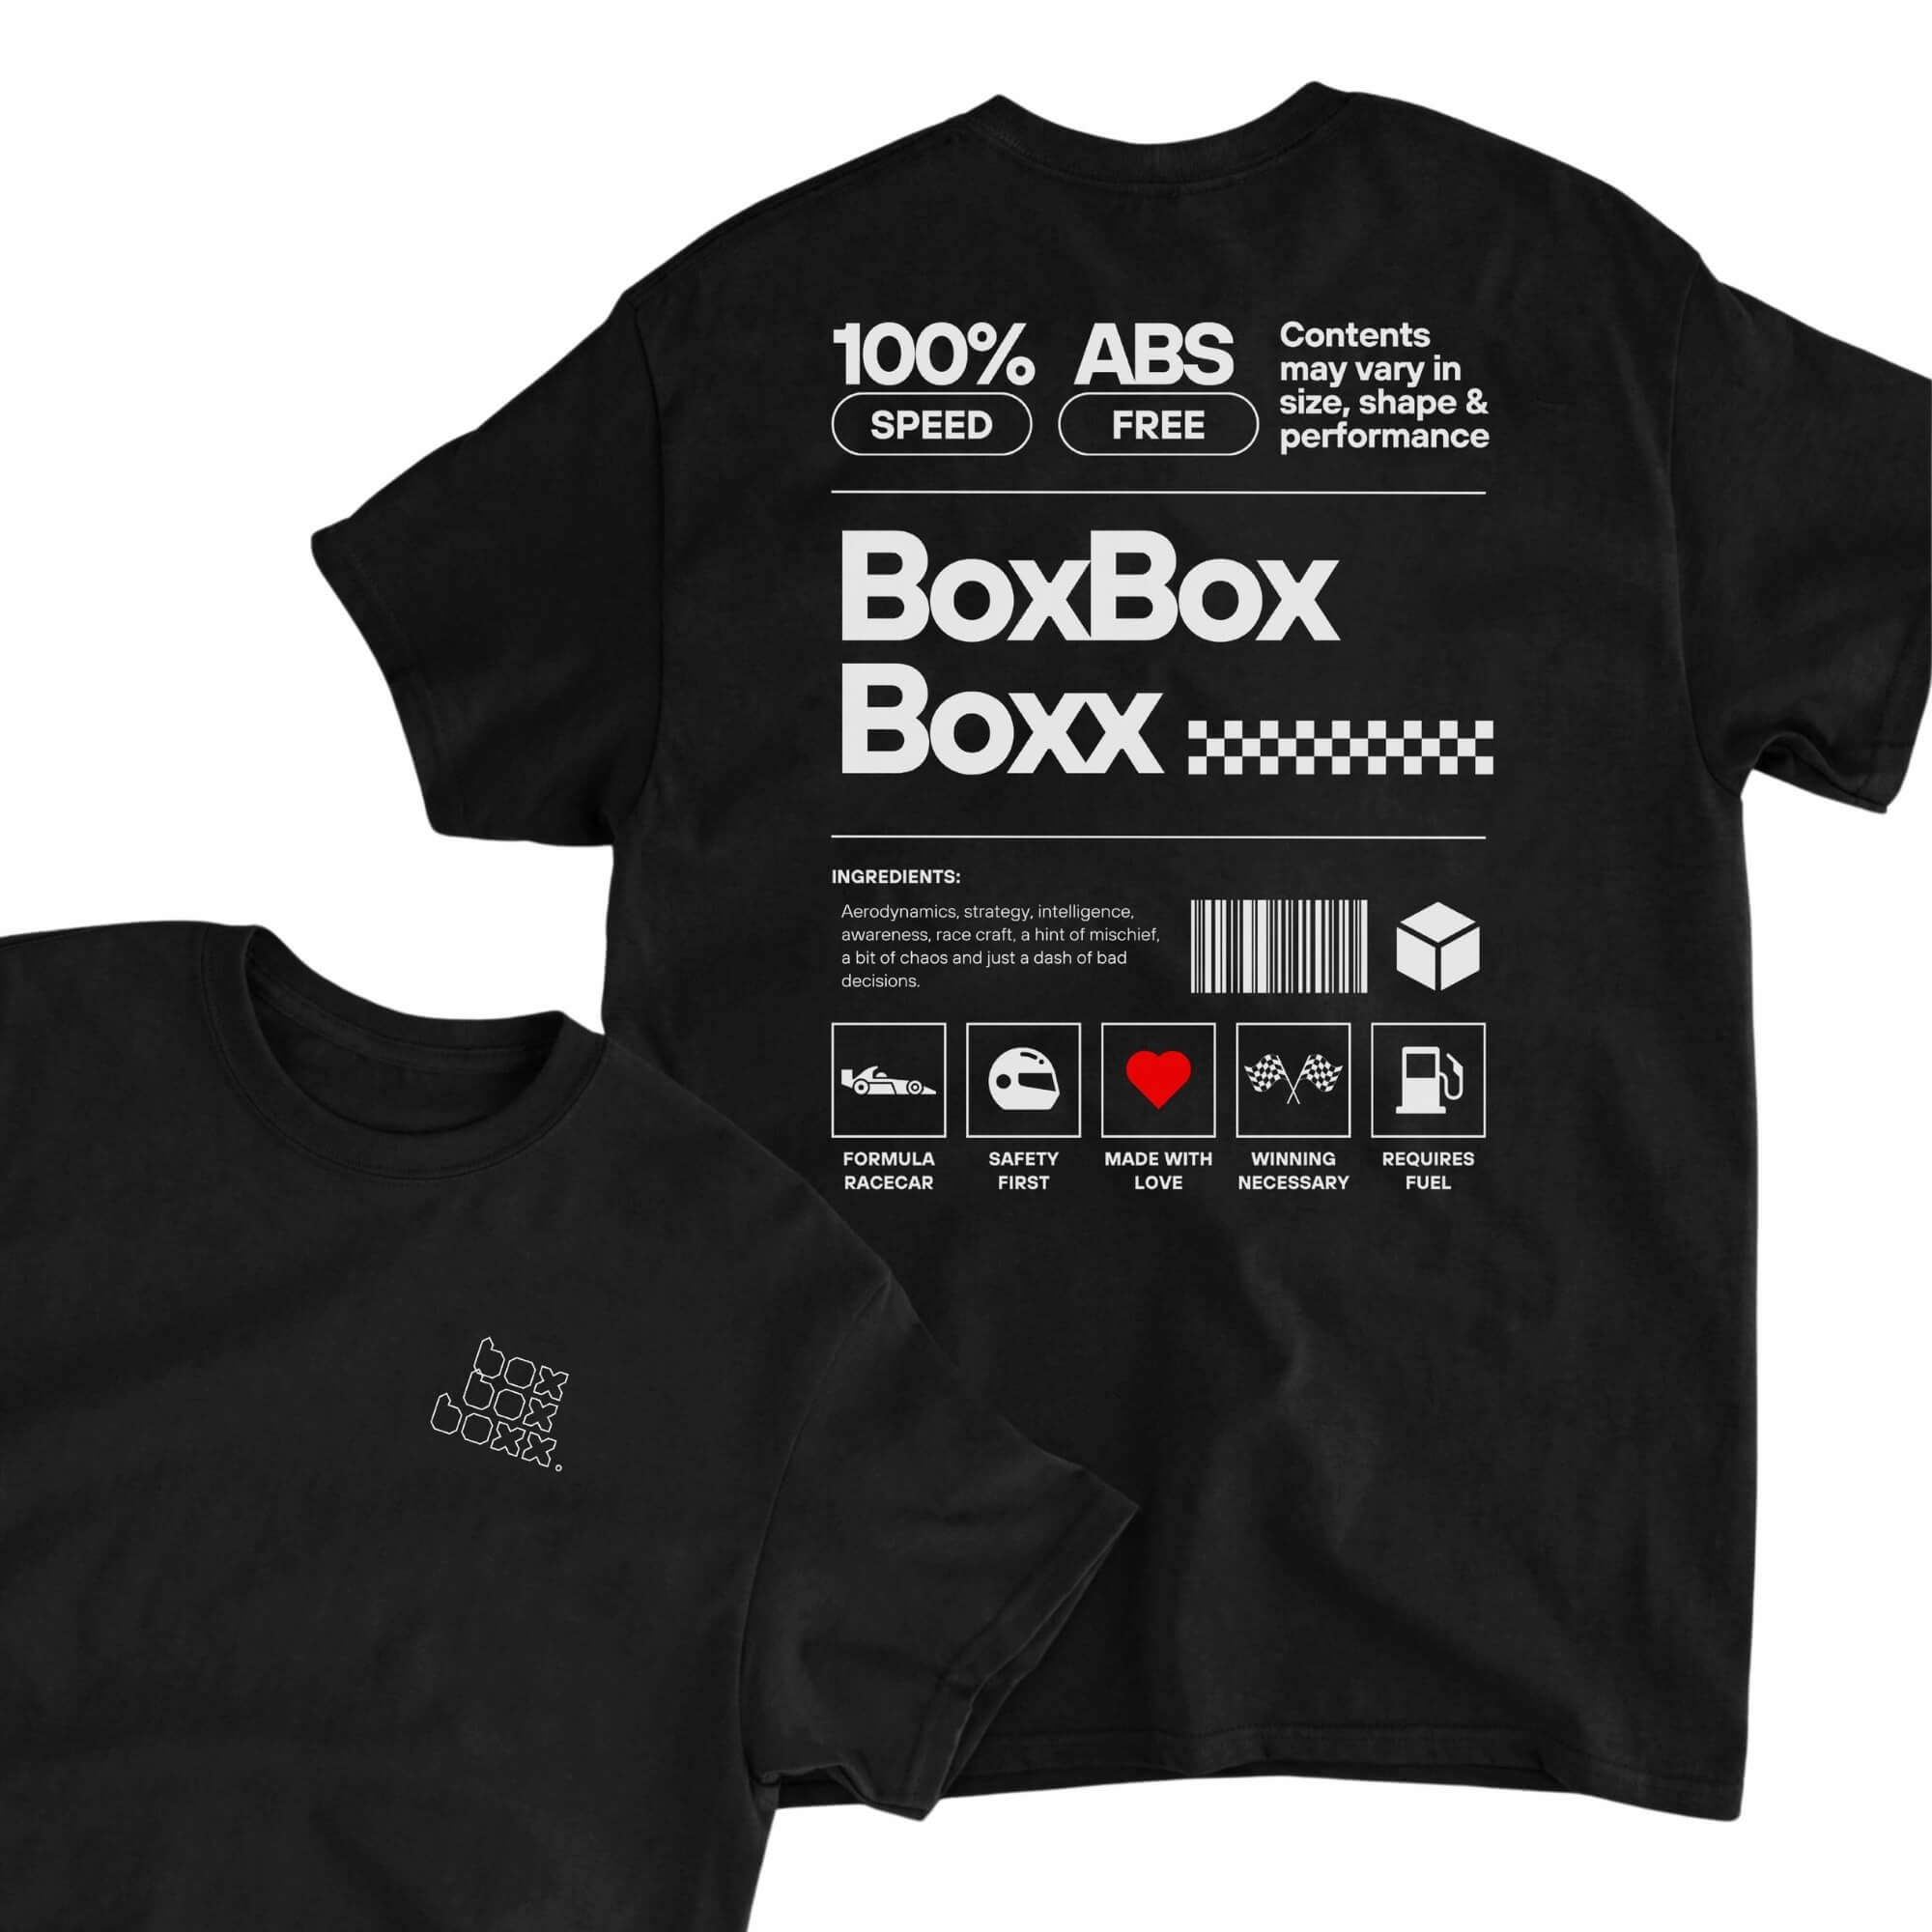 100% ABS
SPEED FREE
Contents
may vary in
size, shape &
performance
BoxBox
Boxx
INGREDIENTS:
Aerodynamics, strategy, intelligence,
awareness, race craft, a hint of mischief,
a bit of chaos and just a dash of bad
decisions.
FORMULA
RACECAR
SAFETY
FIRST
MADE WITH
LOVE
WINNING
NECESSARY
REQUIRES
FUEL
box
box
boxx.